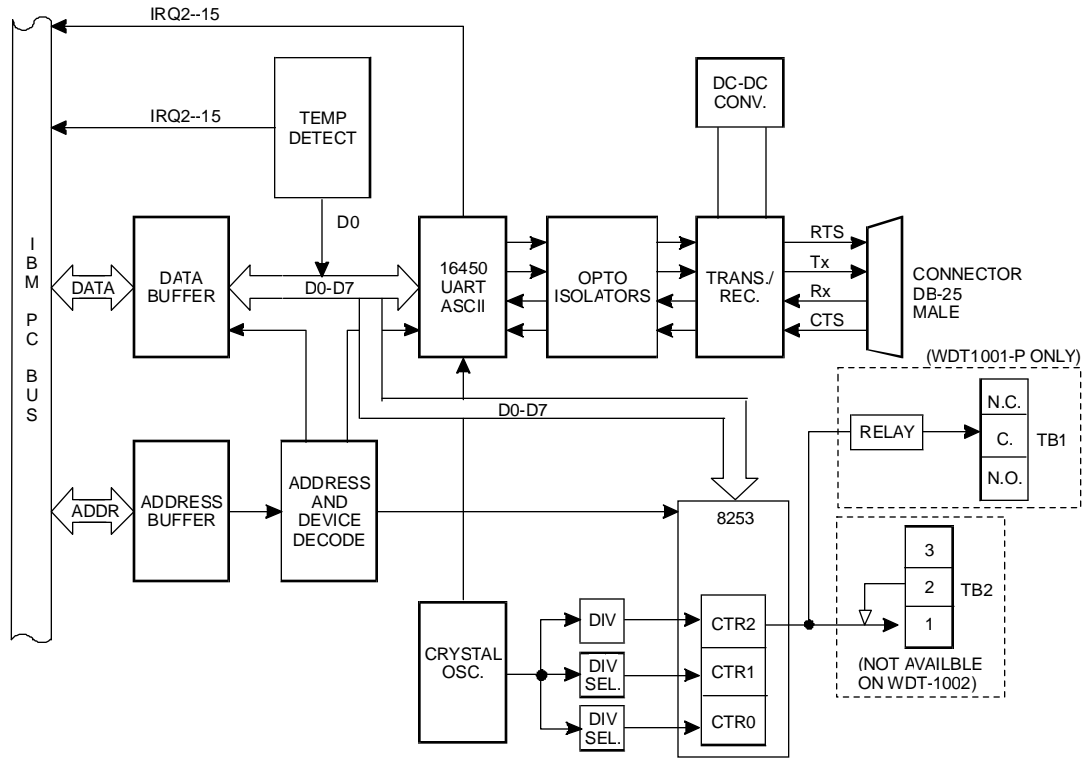 IRQ2--15
DC-DC
CONV.
IRQ2--15
TEMP
DETECT
D0
RTS
IBM PC BUS
DATA
DATA
BUFFER
D0-D7
16450
UART
ASCII
OPTO
ISOLATORS
TRANS./
REC.
Tx
Rx
CTS
CONNECTOR
DB-25
MALE
(WDT1001-P ONLY)
D0-D7
RELAY
N.C.
C.
N.O.
TB1
ADDR
ADDRESS
BUFFER
ADDRESS
AND
DEVICE
DECODE
8253
3
2
1
TB2
(NOT AVAILBLE
ON WDT-1002)
CRYSTAL
OSC.
DIV
DIV
SEL.
DIV
SEL.
CTR2
CTR1
CTR0